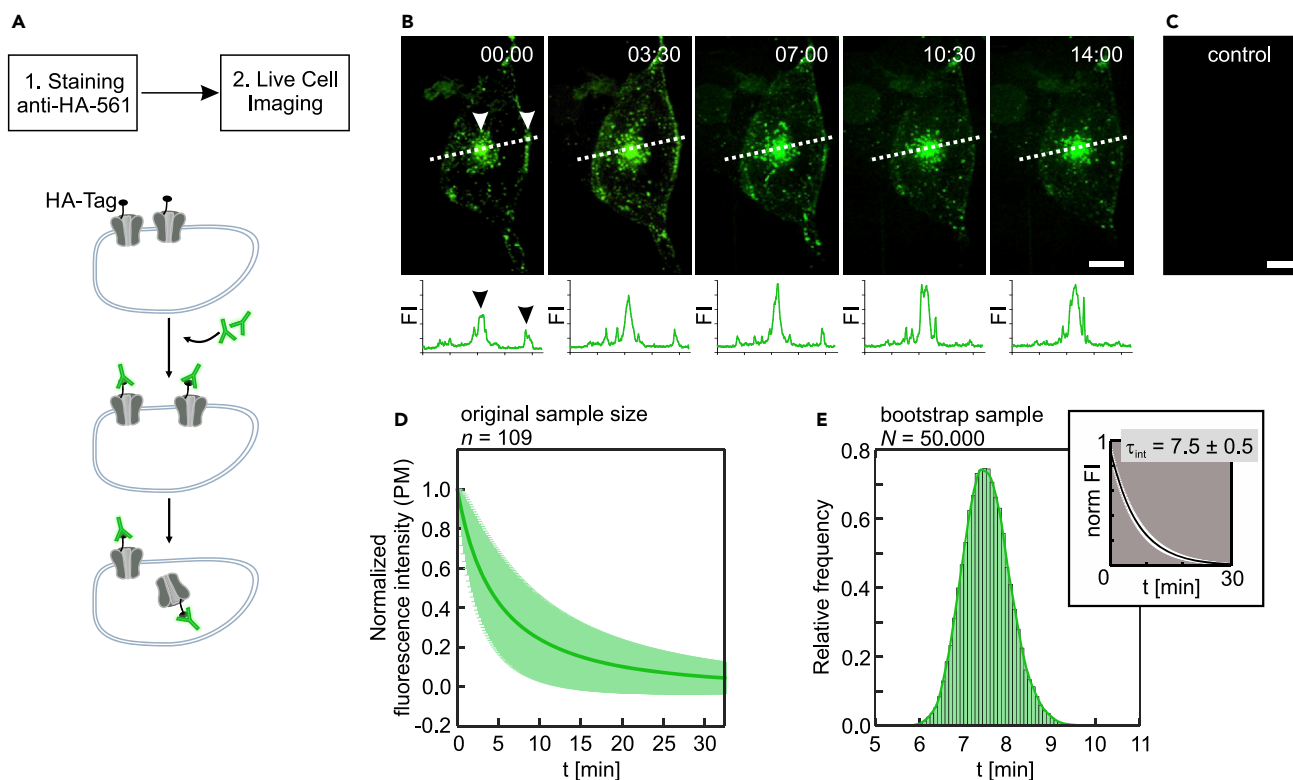 A
1. Staining
anti-HA-561
2. Live Cell
Imaging
HA-Tag
B
00:00
03:30
07:00
10:30
14:00
FI
FI
FI
FI
FI
C
control
D
original sample size
n = 109
Normalized
fluorescence intensity (PM)
1.0
0.8
0.6
0.4
0.2
0.0
-0.2
0 5 10 15 20 25 30
t [min]
E
bootstrap sample
N = 50.000
Relative frequency
0.8
0.6
0.4
0.2
0.0
5 6 7 8 9 10 11
t [min]
τint = 7.5 ± 0.5
norm FI
1
0
30
t [min]